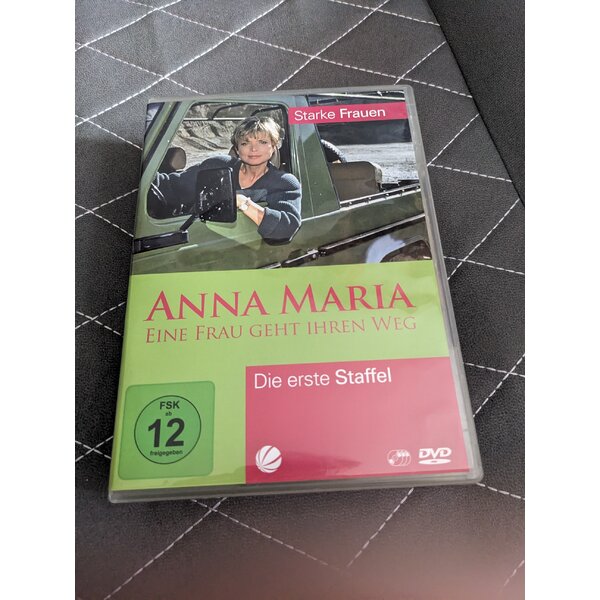 Starke Frauen
ANNA MARIA
EINE FRAU GEHT IHREN WEG
Die erste Staffel
FSK
ab
12
freigegeben
DVD